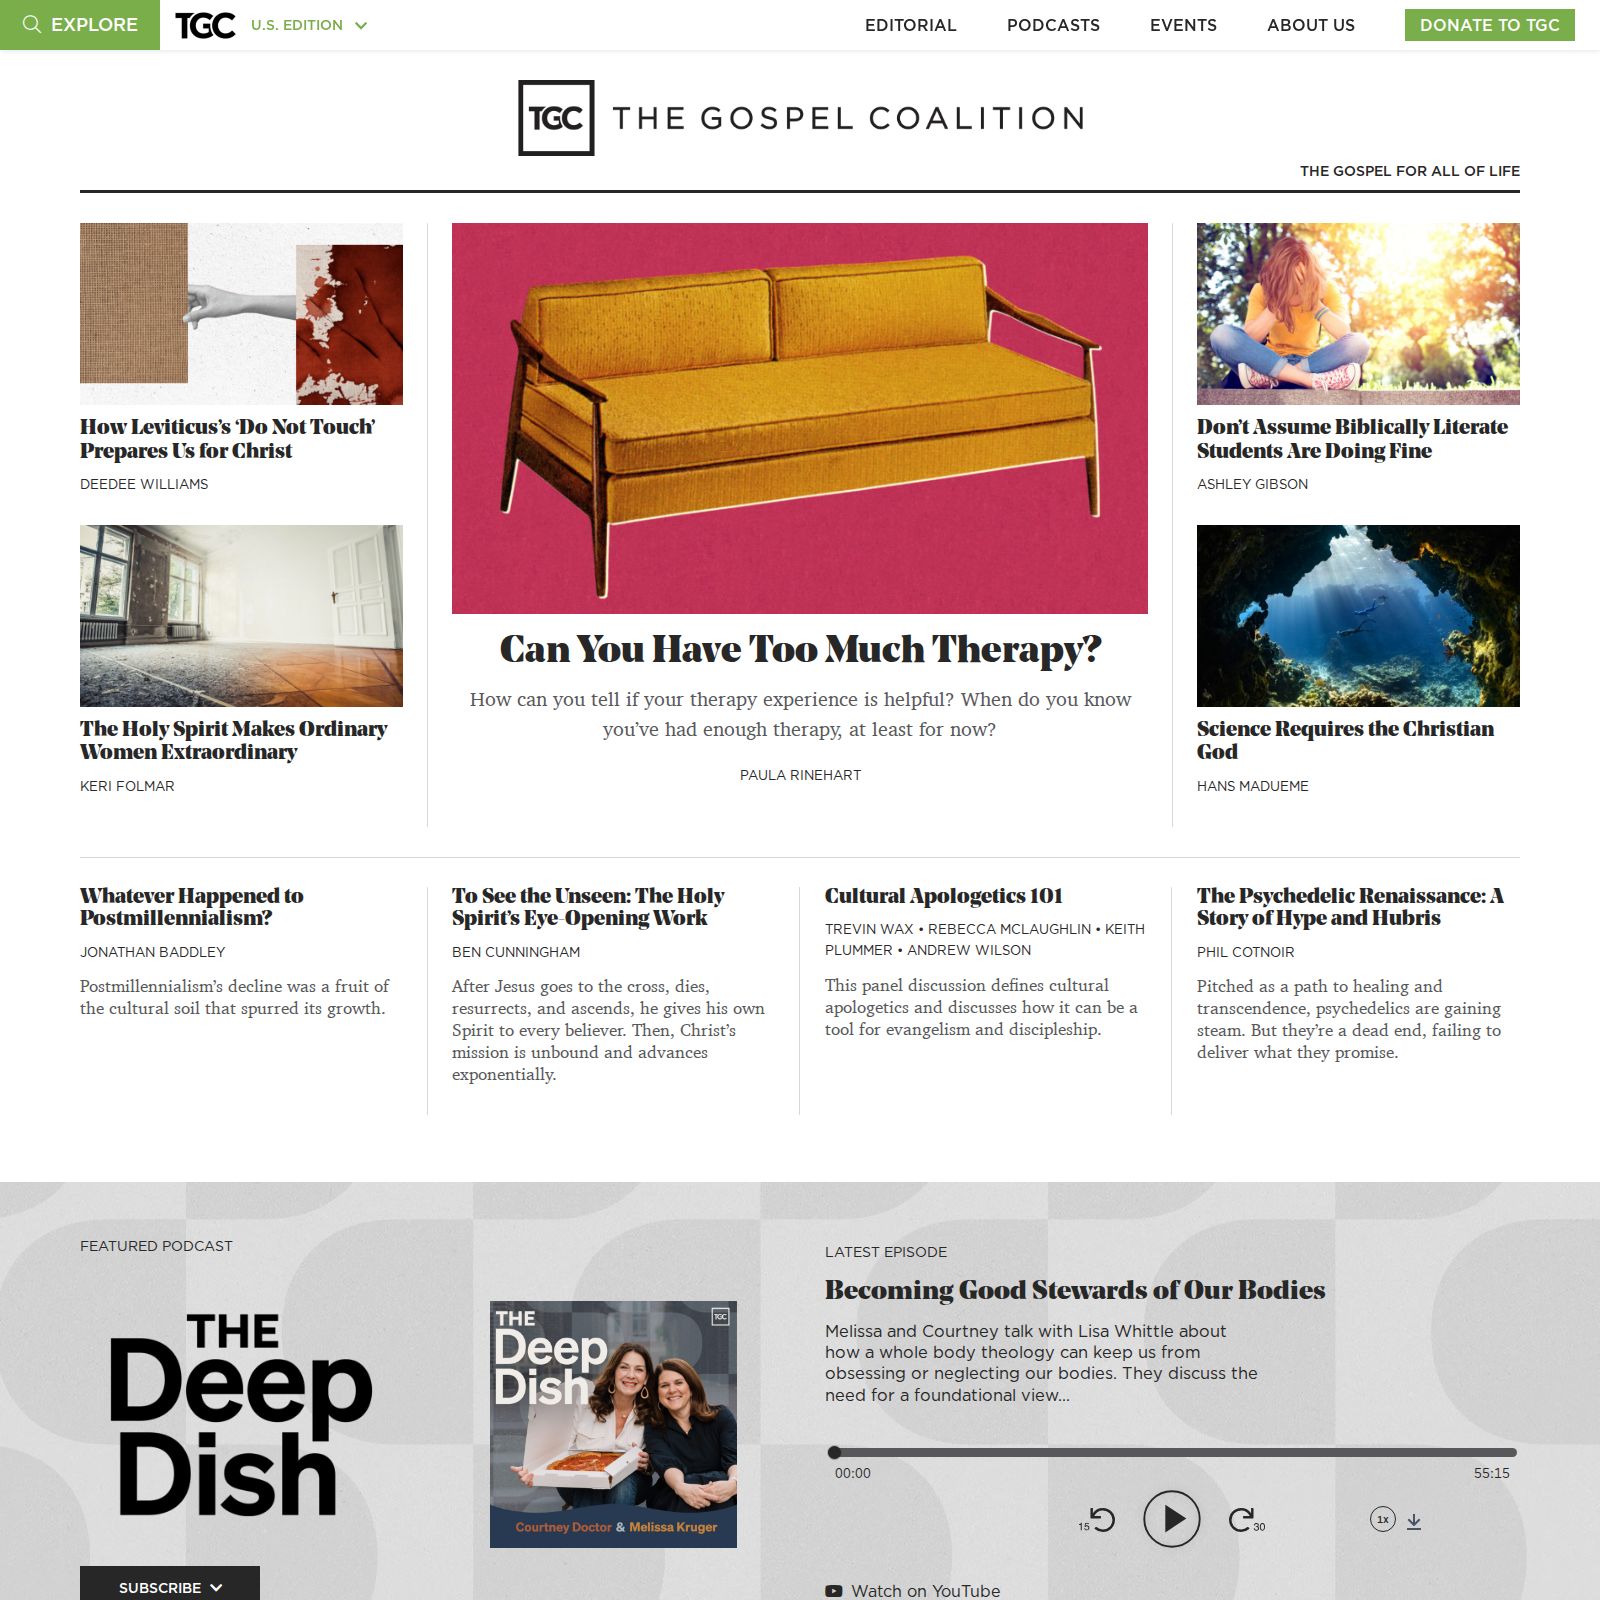 EXPLORE
TGC
U.S. EDITION
EDITORIAL
PODCASTS
EVENTS
ABOUT US
DONATE TO TGC
TGC THE GOSPEL COALITION
THE GOSPEL FOR ALL OF LIFE
How Leviticus’s ‘Do Not Touch’
Prepares Us for Christ
DEEDEE WILLIAMS
The Holy Spirit Makes Ordinary
Women Extraordinary
KERI FOLMAR
Can You Have Too Much Therapy?
How can you tell if your therapy experience is helpful? When do you know
you’ve had enough therapy, at least for now?
PAULA RINEHART
Don’t Assume Biblically Literate
Students Are Doing Fine
ASHLEY GIBSON
Science Requires the Christian
God
HANS MADUEME
Whatever Happened to
Postmillennialism?
JONATHAN BADDLEY
Postmillennialism’s decline was a fruit of
the cultural soil that spurred its growth.
To See the Unseen: The Holy
Spirit’s Eye-Opening Work
BEN CUNNINGHAM
After Jesus goes to the cross, dies,
resurrects, and ascends, he gives his own
Spirit to every believer. Then, Christ’s
mission is unbound and advances
exponentially.
Cultural Apologetics 101
TREVIN WAX • REBECCA MCLAUGHLIN • KEITH
PLUMMER • ANDREW WILSON
This panel discussion defines cultural
apologetics and discusses how it can be a
tool for evangelism and discipleship.
The Psychedelic Renaissance: A
Story of Hype and Hubris
PHIL COTNOIR
Pitched as a path to healing and
transcendence, psychedelics are gaining
steam. But they’re a dead end, failing to
deliver what they promise.
FEATURED PODCAST
THE
Deep
Dish
SUBSCRIBE
THE
Deep
Dish
TGC
Courtney Doctor & Melissa Kruger
LATEST EPISODE
Becoming Good Stewards of Our Bodies
Melissa and Courtney talk with Lisa Whittle about
how a whole body theology can keep us from
obsessing or neglecting our bodies. They discuss the
need for a foundational view...
00:00
55:15
15
30
1x
Watch on YouTube